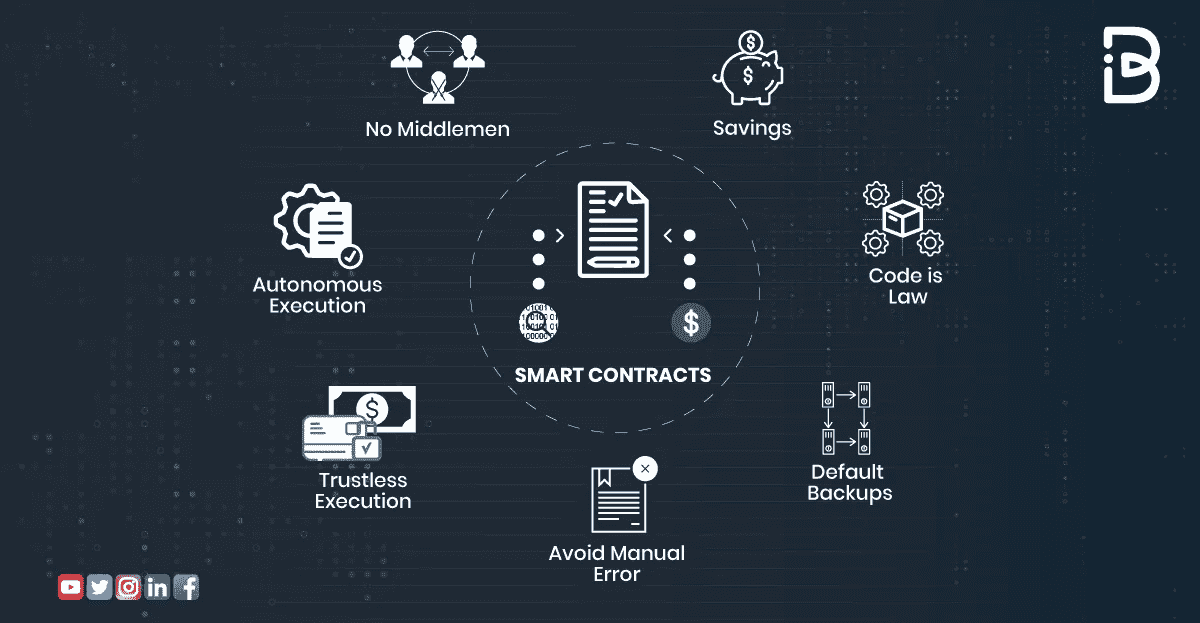 No Middlemen
Savings
Autonomous
Execution
Code is
Law
SMART CONTRACTS
Trustless
Execution
Default
Backups
Avoid Manual
Error